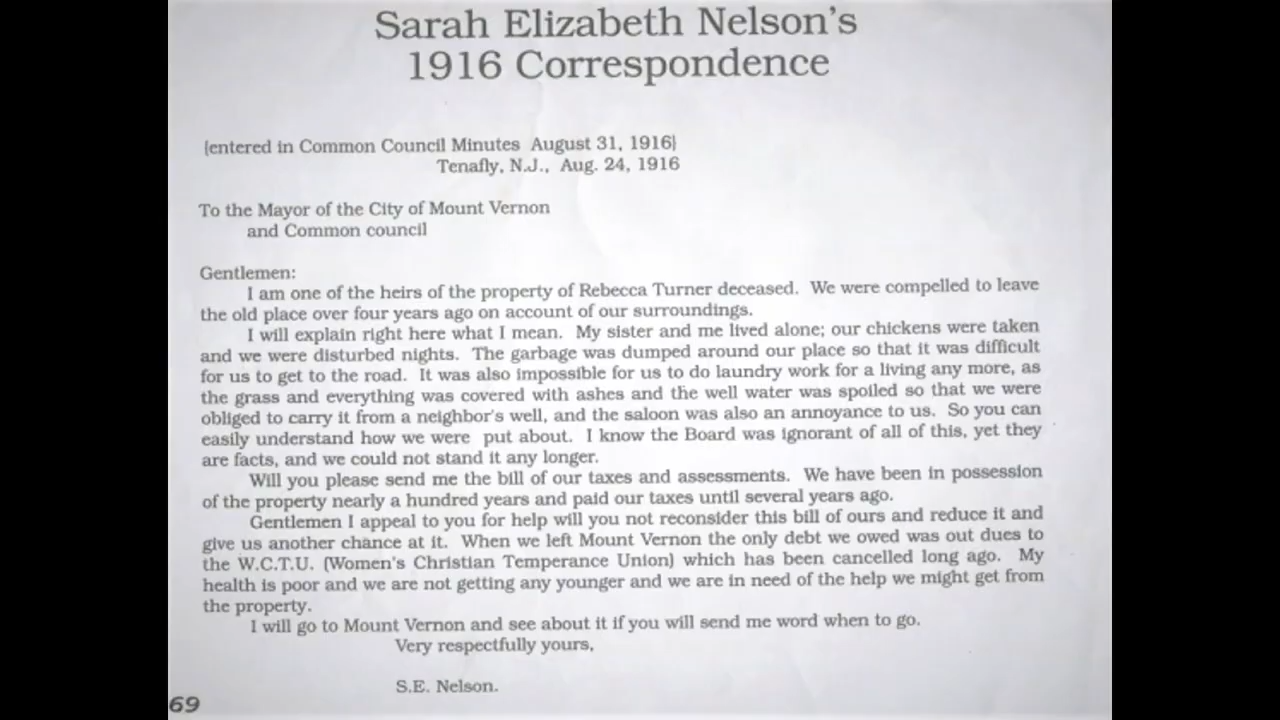 Sarah Elizabeth Nelson's
1916 Correspondence
{entered in Common Council Minutes August 31, 1916}
Tenafly, N.J., Aug. 24, 1916
To the Mayor of the City of Mount Vernon
and Common council
Gentlemen:
I am one of the heirs of the property of Rebecca Turner deceased. We were compelled to leave
the old place over four years ago on account of our surroundings.
I will explain right here what I mean. My sister and me lived alone; our chickens were taken
and we were disturbed nights. The garbage was dumped around our place so that it was difficult
for us to get to the road. It was also impossible for us to do laundry work for a living any more, as
the grass and everything was covered with ashes and the well water was spoiled so that we were
obliged to carry it from a neighbor's well, and the saloon was also an annoyance to us. So you can
easily understand how we were put about. I know the Board was ignorant of all of this, yet they
are facts, and we could not stand it any longer.
Will you please send me the bill of our taxes and assessments. We have been in possession
of the property nearly a hundred years and paid our taxes until several years ago.
Gentlemen I appeal to you for help will you not reconsider this bill of ours and reduce it and
give us another chance at it. When we left Mount Vernon the only debt we owed was out dues to
the W.C.T.U. (Women's Christian Temperance Union) which has been cancelled long ago. My
health is poor and we are not getting any younger and we are in need of the help we might get from
the property.
I will go to Mount Vernon and see about it if you will send me word when to go.
Very respectfully yours,
S.E. Nelson.
69